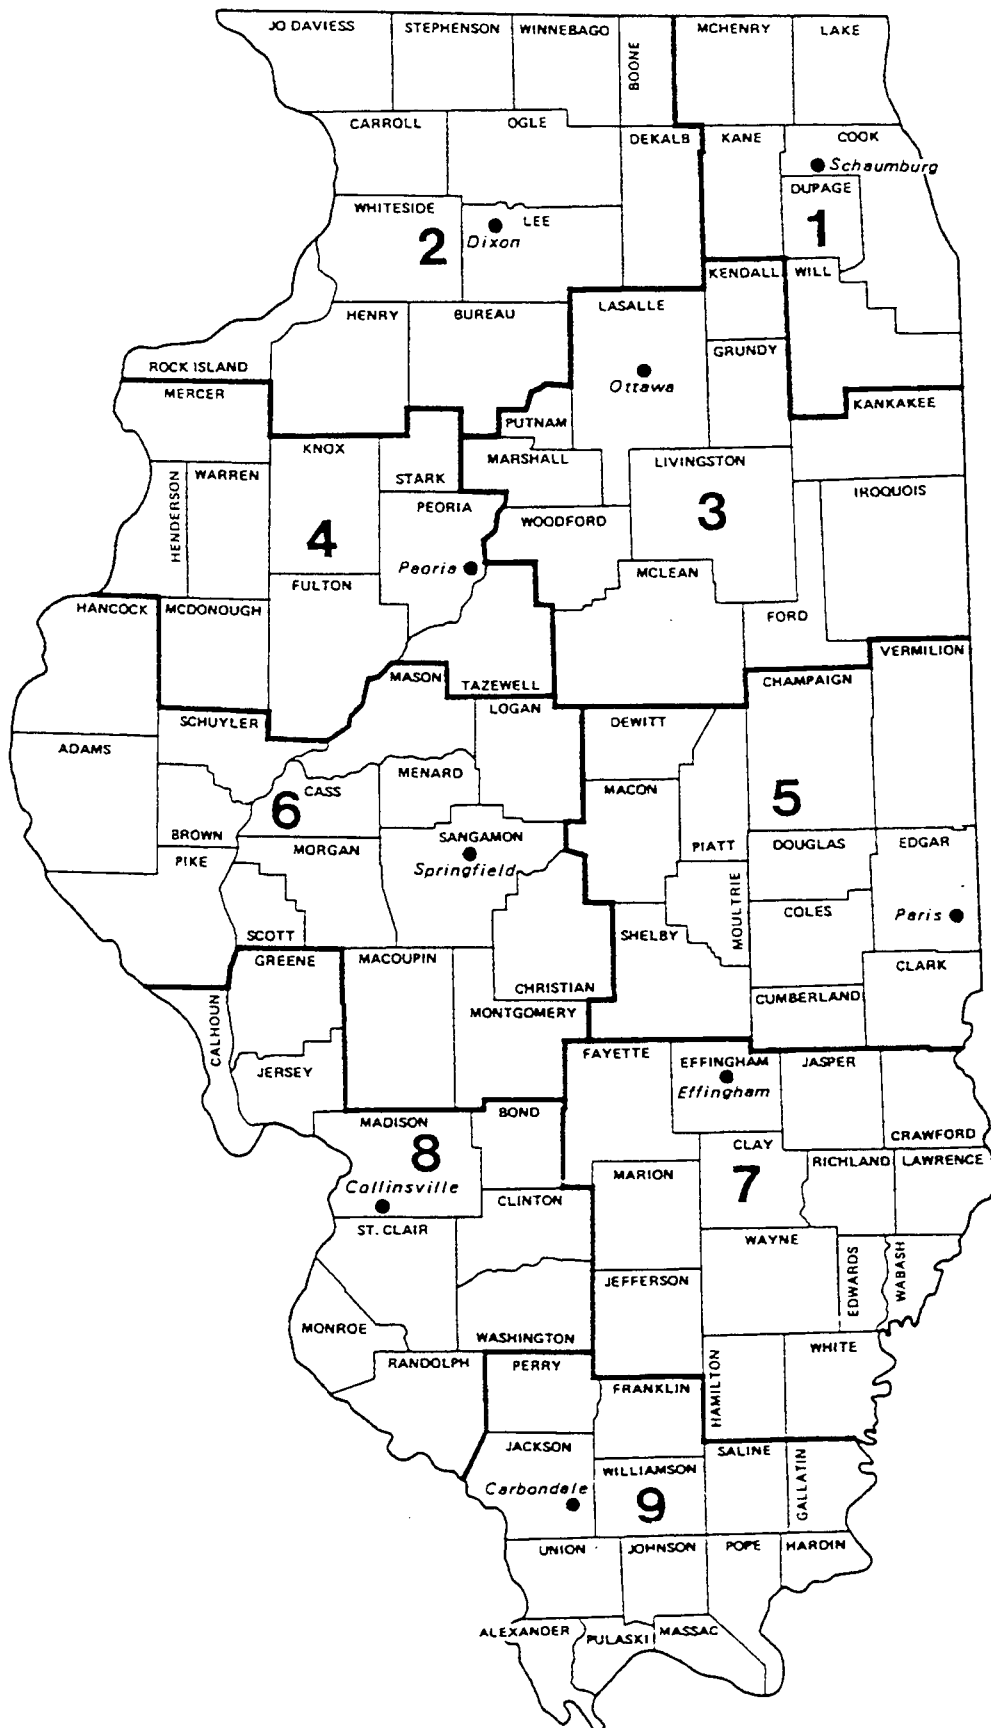 JO DAVIESS
STEPHENSON
WINNEBAGO
BOONE
MCHENRY
LAKE
CARROLL
OGLE
DEKALB
KANE
COOK
Schaumburg
DUPAGE
1
WHITESIDE
2
LEE
Dixon
KENDALL
WILL
HENRY
BUREAU
LASALLE
GRUNDY
ROCK ISLAND
Ottawa
MERCER
PUTNAM
KANKAKEE
KNOX
STARK
MARSHALL
LIVINGSTON
HENDERSON
WARREN
PEORIA
WOODFORD
3
IROQUOIS
4
Peoria
MCLEAN
FULTON
HANCOCK
MCDONOUGH
FORD
VERMILION
MASON
TAZEWELL
CHAMPAIGN
SCHUYLER
LOGAN
DEWITT
ADAMS
MENARD
CASS
MACON
5
6
BROWN
MORGAN
SANGAMON
PIATT
DOUGLAS
EDGAR
PIKE
Springfield
MOULTRIE
COLES
Paris
SCOTT
SHELBY
GREENE
MACOUPIN
CLARK
CHRISTIAN
CUMBERLAND
CALHOUN
MONTGOMERY
FAYETTE
EFFINGHAM
JASPER
JERSEY
Effingham
MADISON
BOND
CRAWFORD
8
CLAY
MARION
7
RICHLAND
LAWRENCE
Collinsville
CLINTON
ST. CLAIR
WAYNE
EDWARDS
WABASH
JEFFERSON
MONROE
WASHINGTON
RANDOLPH
PERRY
WHITE
FRANKLIN
HAMILTON
JACKSON
SALINE
WILLIAMSON
GALLATIN
Carbondale
9
UNION
JOHNSON
POPE
HARDIN
ALEXANDER
PULASKI
MASSAC